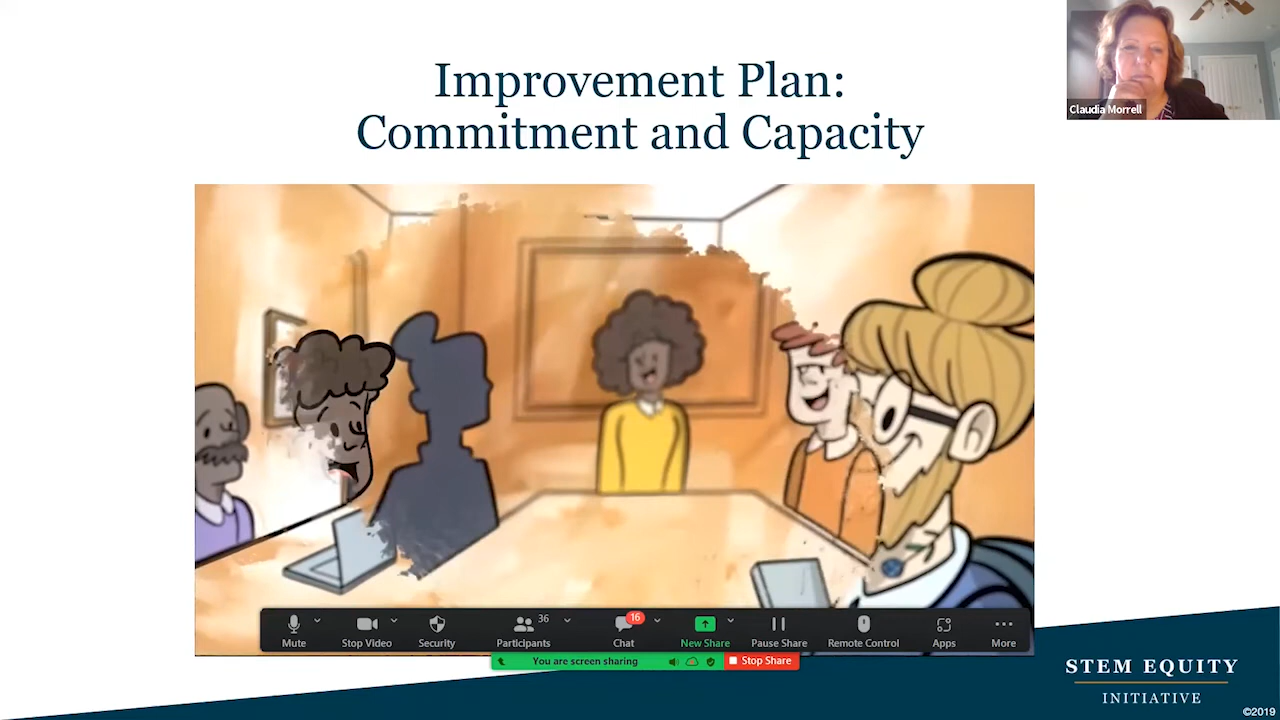 Improvement Plan:
Commitment and Capacity
Claudia Morrell
36
16
Mute
Stop Video
Security
Participants
Chat
New Share
Pause Share
Remote Control
Apps
More
You are screen sharing
Stop Share
STEM EQUITY
INITIATIVE
©2019